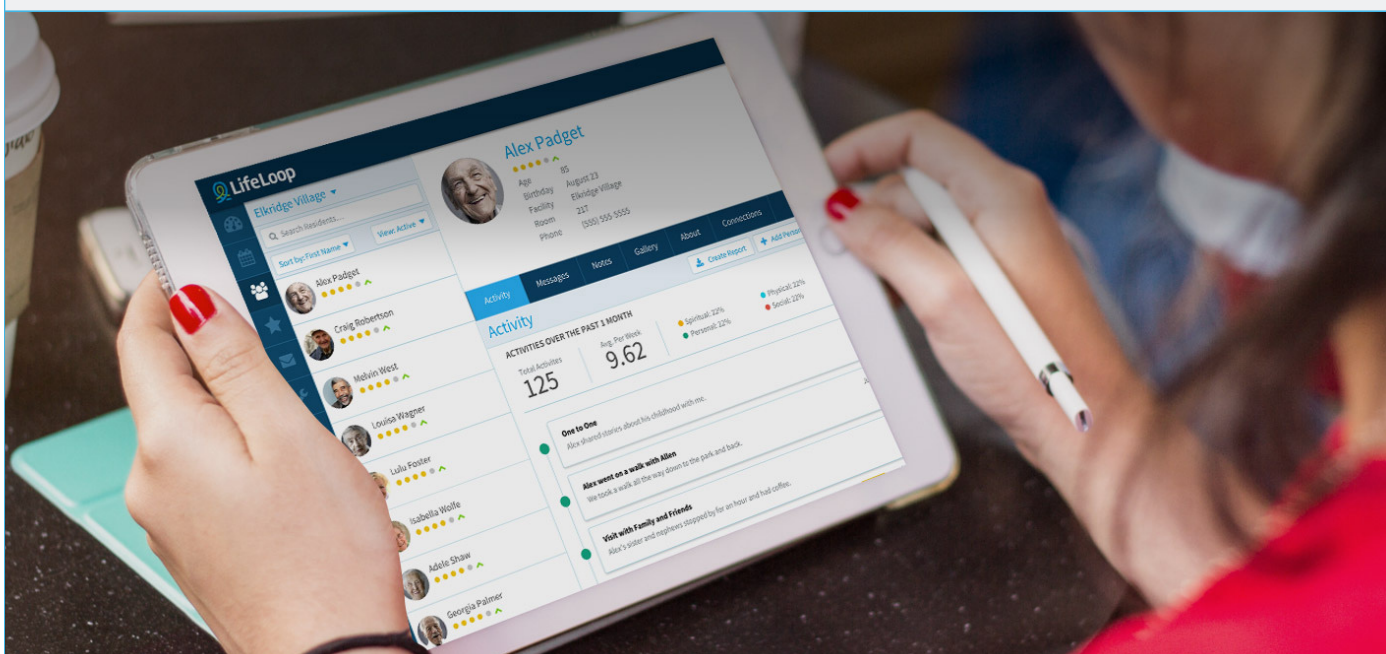 LifeLoop
Elkridge Village
Search Residents...
Sort by: First Name
View: Active
Alex Padget
Craig Robertson
Melvin West
Louisa Wagner
Lulu Foster
Isabella Wolfe
Adele Shaw
Georgia Palmer
Alex Padget
Age 85
Birthday August 23
Facility Elkridge Village
Room 217
Phone (555) 555-5555
Activity Messages Notes Gallery About Connections
Activity
Create Report
Add Perso
ACTIVITIES OVER THE PAST 1 MONTH
Total Activites
125
Avg. Per Week
9.62
Spiritual: 22%
Personal: 22%
Physical: 22%
Social: 22%
One to One
Alex shared stories about his childhood with me.
Alex went on a walk with Allen
We took a walk all the way down to the park and back.
Visit with Family and Friends
Alex's sister and nephews stopped by for an hour and had coffee.